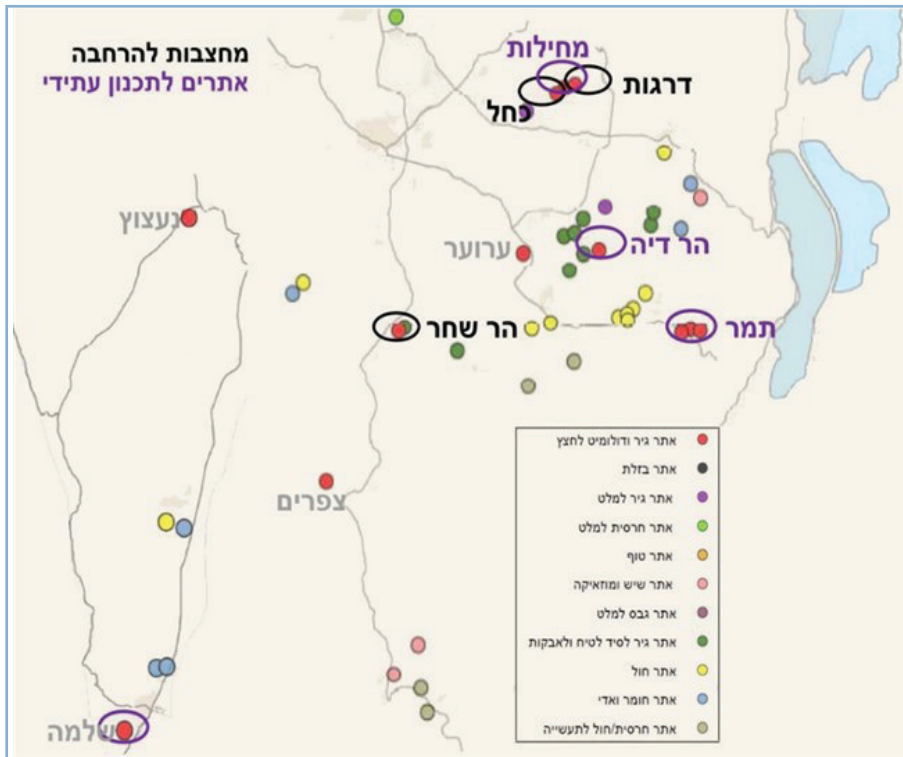 מחצבות להרחבה
אתרים לתכנון עתידי
מחילות
דרגות
כחל
נעצוץ
ערוער
הר דיה
הר שחר
תמר
צפרים
שלמה
אתר גיר ודולומיט לחצץ
אתר בזלת
אתר גיר למלט
אתר חרסית למלט
אתר טוף
אתר שיש ומוזאיקה
אתר גבס למלט
אתר גיר לסיד לטיח ולאבקות
אתר חול
אתר חומר ואדי
אתר חרסית/חול לתעשייה